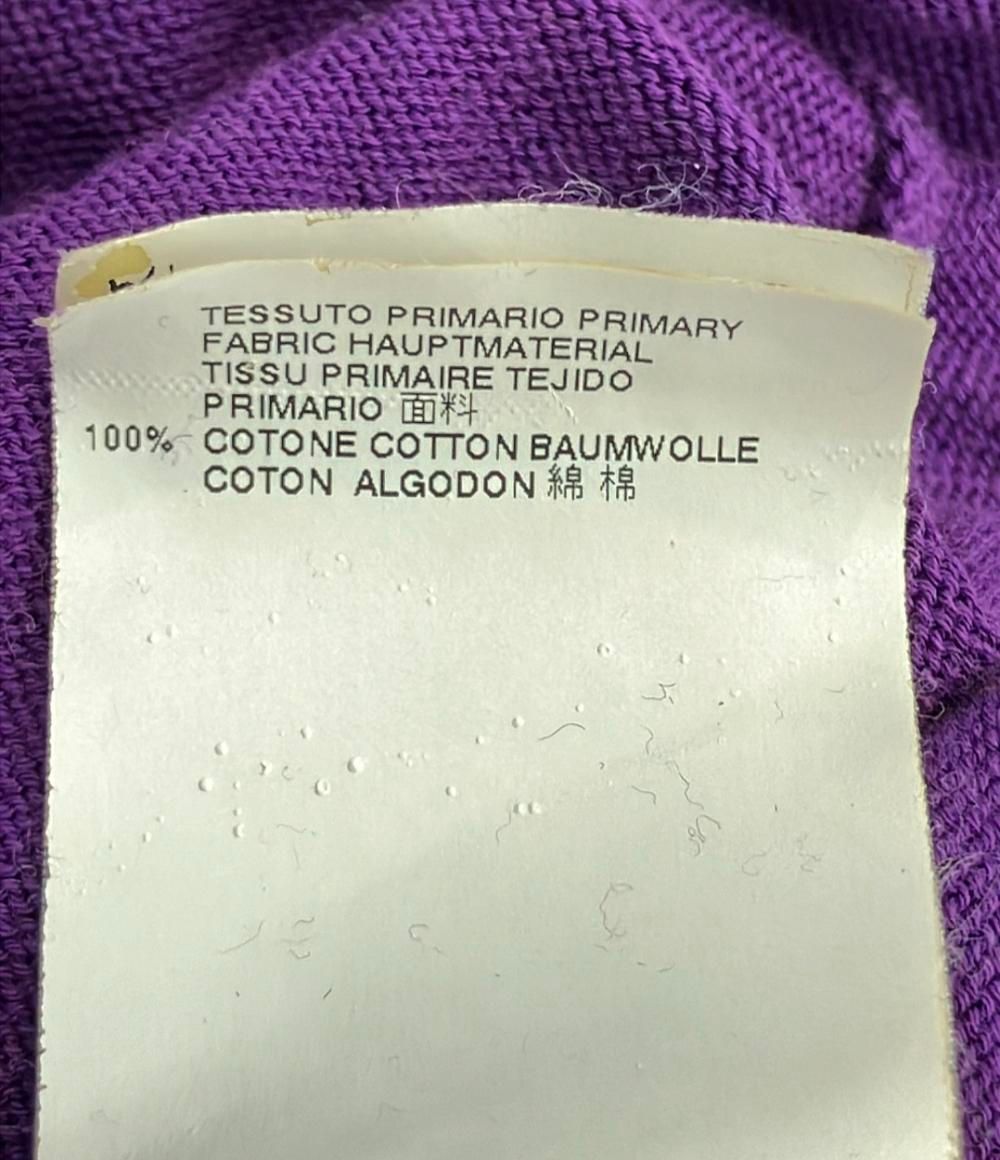 TESSUTO PRIMARIO PRIMARY
FABRIC HAUPTMATERIAL
TISSU PRIMAIRE TEJIDO
PRIMARIO 面料
100% COTONE COTTON BAUMWOLLE
COTON ALGODON 綿 棉